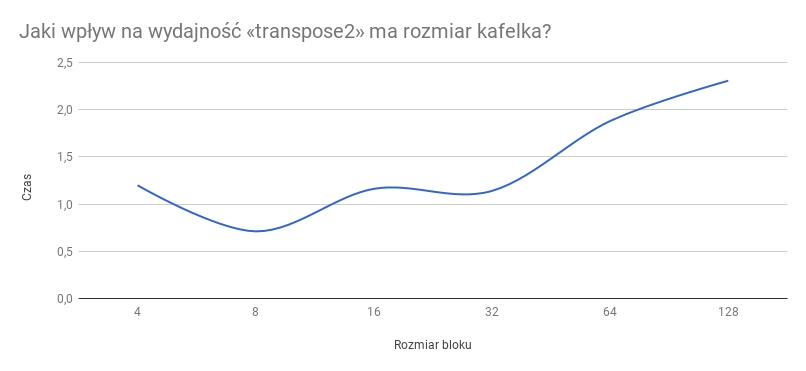 Jaki wpływ na wydajność «transpose2» ma rozmiar kafelka?
2,5
2,0
1,5
1,0
0,5
0,0
Czas
4 8 16 32 64 128
Rozmiar bloku